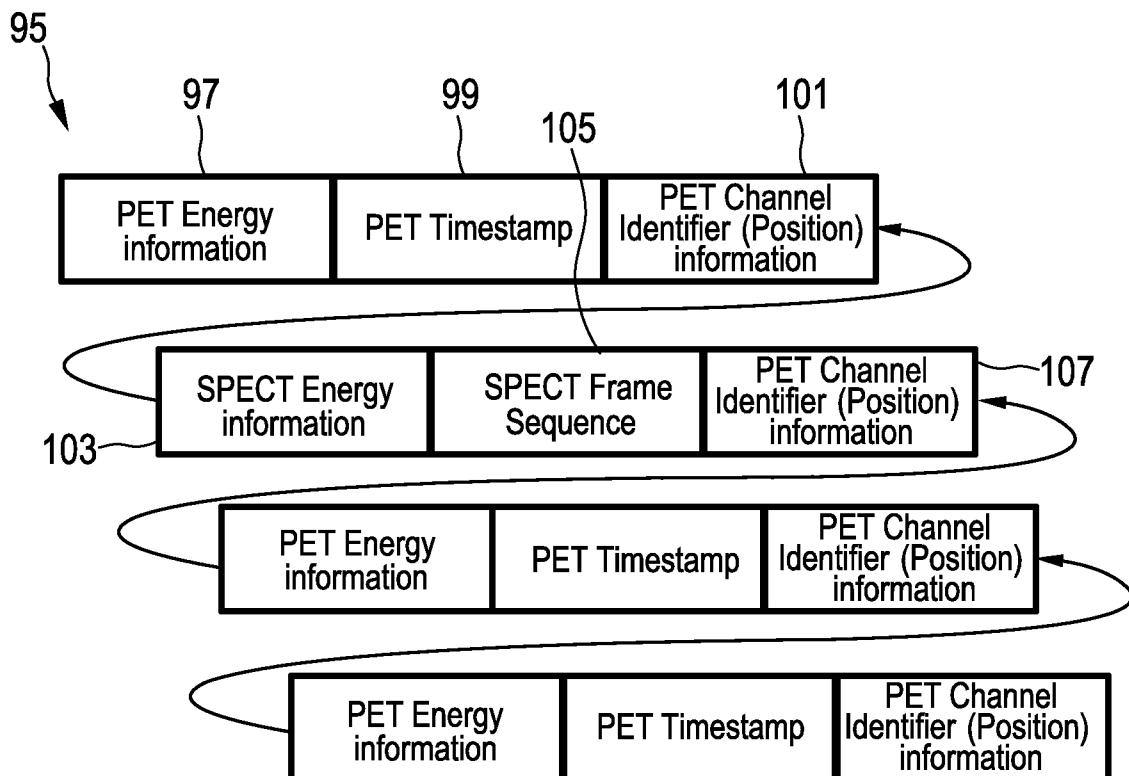 95
97
99
101
105
PET Energy
information
PET Timestamp
PET Channel
Identifier (Position)
information
SPECT Energy
information
SPECT Frame
Sequence
PET Channel
Identifier (Position)
information
107
103
PET Energy
information
PET Timestamp
PET Channel
Identifier (Position)
information
PET Energy
information
PET Timestamp
PET Channel
Identifier (Position)
information